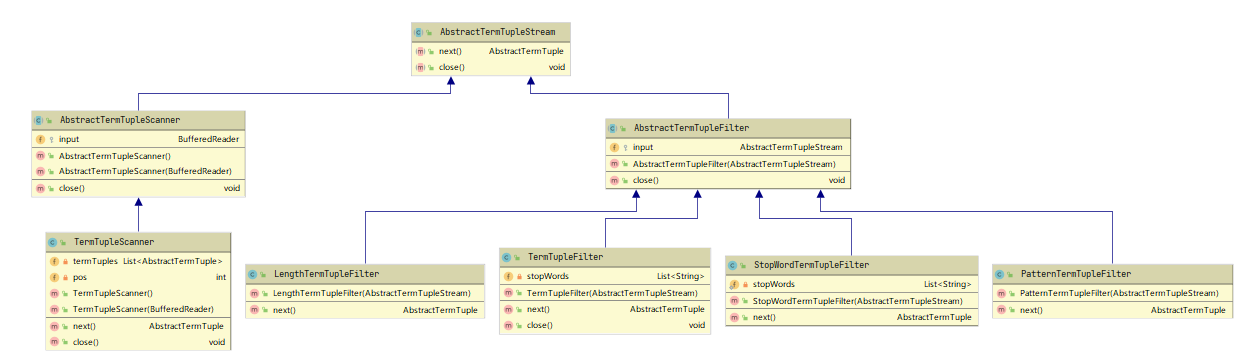 AbstractTermTupleStream
next() AbstractTermTuple
close() void
AbstractTermTupleScanner
input BufferedReader
AbstractTermTupleScanner()
AbstractTermTupleScanner(BufferedReader)
close() void
AbstractTermTupleFilter
input AbstractTermTupleStream
AbstractTermTupleFilter(AbstractTermTupleStream)
close() void
TermTupleScanner
termTuples List<AbstractTermTuple>
pos int
TermTupleScanner()
TermTupleScanner(BufferedReader)
next() AbstractTermTuple
close() void
LengthTermTupleFilter
LengthTermTupleFilter(AbstractTermTupleStream)
next() AbstractTermTuple
TermTupleFilter
stopWords List<String>
TermTupleFilter(AbstractTermTupleStream)
next() AbstractTermTuple
close() void
StopWordTermTupleFilter
stopWords List<String>
StopWordTermTupleFilter(AbstractTermTupleStream)
next() AbstractTermTuple
PatternTermTupleFilter
PatternTermTupleFilter(AbstractTermTupleStream)
next() AbstractTermTuple